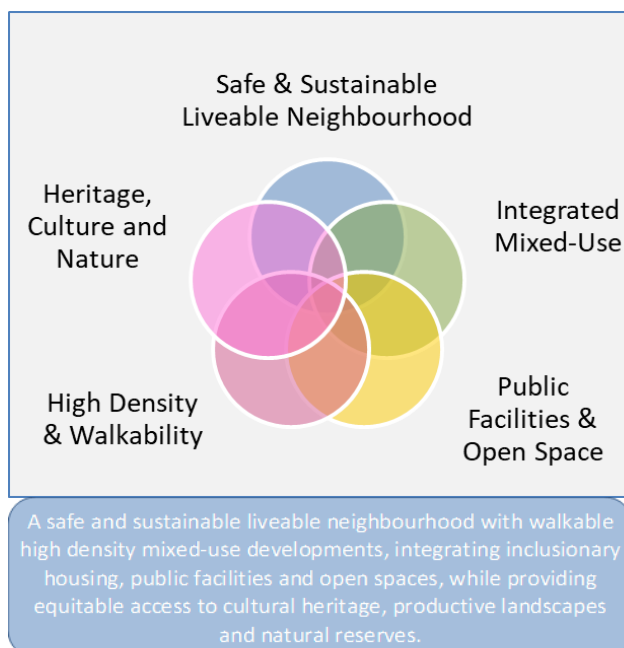 Safe & Sustainable
Liveable Neighbourhood
Heritage,
Culture and
Nature
Integrated
Mixed-Use
High Density
& Walkability
Public
Facilities &
Open Space
A safe and sustainable liveable neighbourhood with walkable
high density mixed-use developments, integrating inclusionary
housing, public facilities and open spaces, while providing
equitable access to cultural heritage, productive landscapes
and natural reserves.